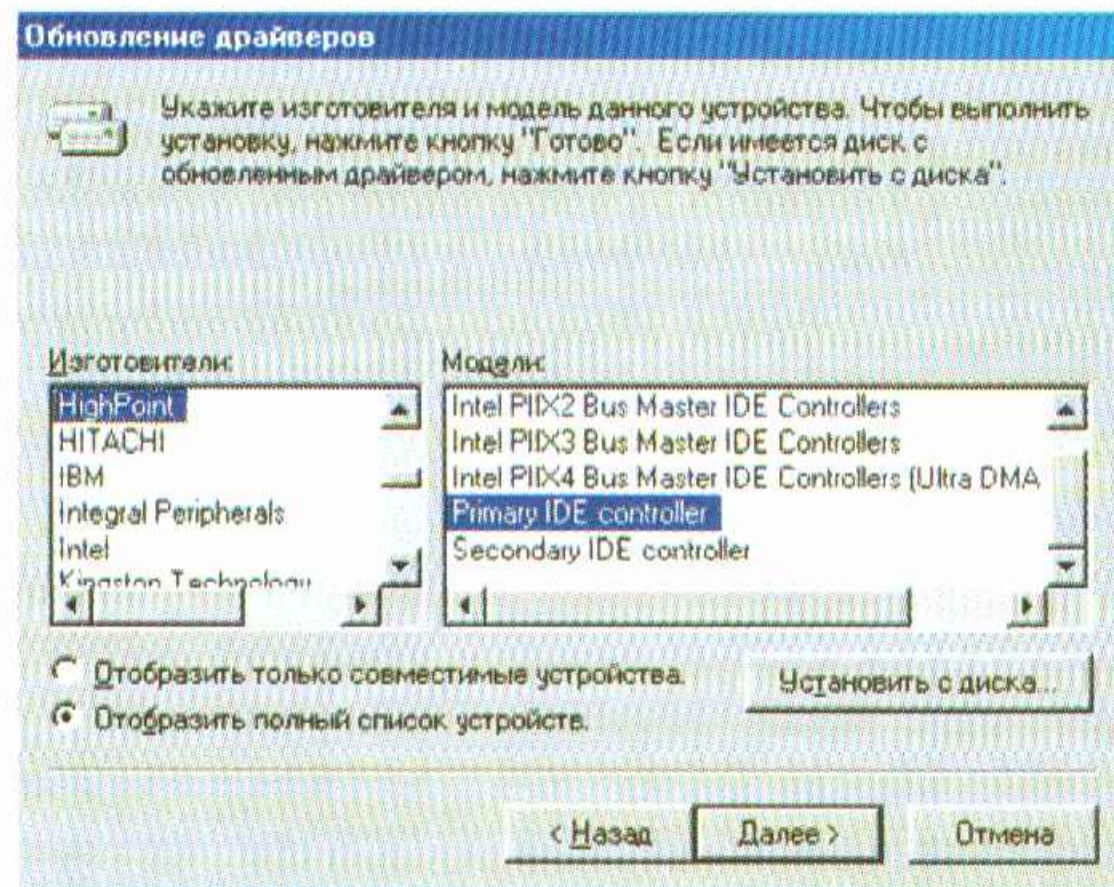 Обновление драйверов
Укажите изготовителя и модель данного устройства. Чтобы выполнить
установку, нажмите кнопку "Готово". Если имеется диск с
обновленным драйвером, нажмите кнопку "Установить с диска".
Изготовители:
HighPoint
HITACHI
IBM
Integral Peripherals
Intel
Kingston Technology
Модели:
Intel PIIX2 Bus Master IDE Controllers
Intel PIIX3 Bus Master IDE Controllers
Intel PIIX4 Bus Master IDE Controllers (Ultra DMA
Primary IDE controller
Secondary IDE controller
Отобразить только совместимые устройства.
Отобразить полный список устройств.
Установить с диска...
< Назад
Далее >
Отмена